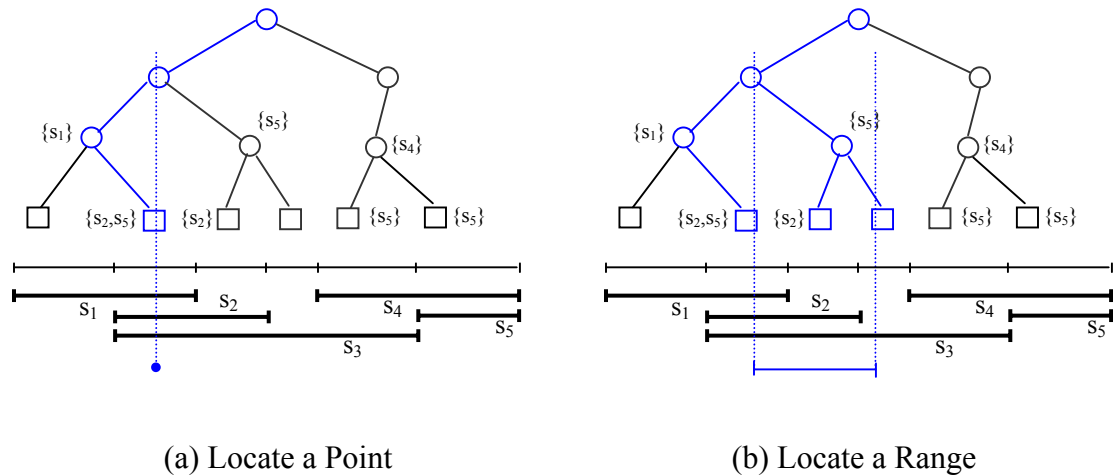 {s₁}
{s₅}
{s₄}
{s₂,s₅}
{s₂}
{s₅}
{s₅}
s₁
s₂
s₄
s₅
s₃
(a) Locate a Point
{s₁}
{s₅}
{s₄}
{s₂,s₅}
{s₂}
{s₅}
{s₅}
s₁
s₂
s₄
s₅
s₃
(b) Locate a Range